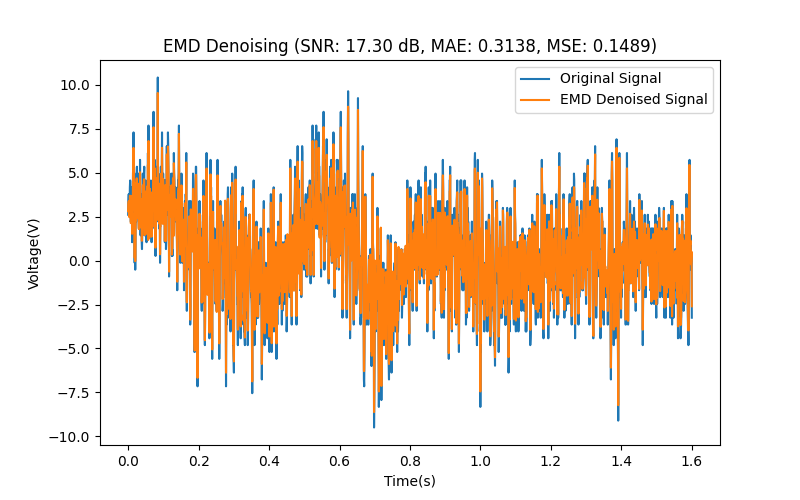 EMD Denoising (SNR: 17.30 dB, MAE: 0.3138, MSE: 0.1489)
Original Signal
EMD Denoised Signal
10.0
7.5
5.0
2.5
0.0
−2.5
−5.0
−7.5
−10.0
Voltage(V)
0.0 0.2 0.4 0.6 0.8 1.0 1.2 1.4 1.6
Time(s)